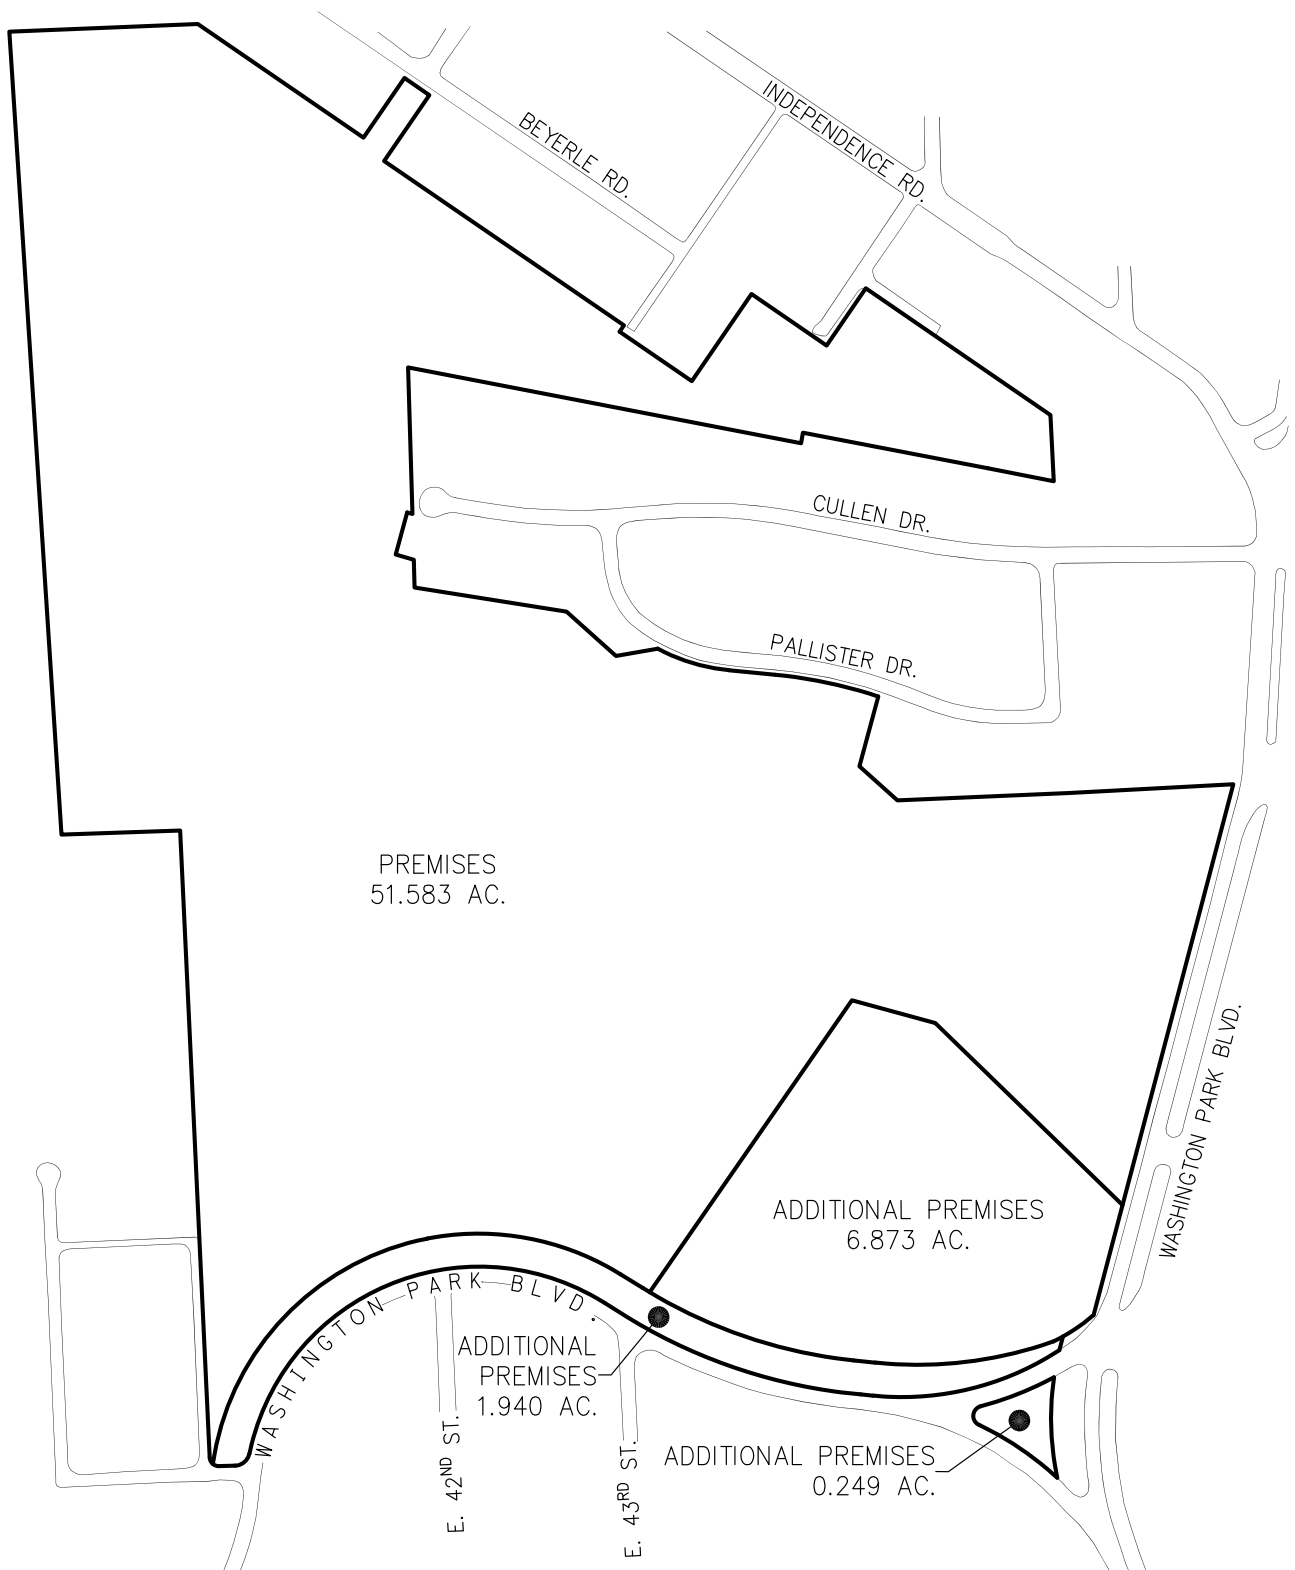 INDEPENDENCE RD.
BEYERLE RD.
CULLEN DR.
PALLISTER DR.
PREMISES
51.583 AC.
WASHINGTON PARK BLVD.
ADDITIONAL PREMISES
6.873 AC.
WASHINGTON PARK BLVD.
ADDITIONAL
PREMISES
1.940 AC.
E. 42ND ST.
E. 43RD ST.
ADDITIONAL PREMISES
0.249 AC.